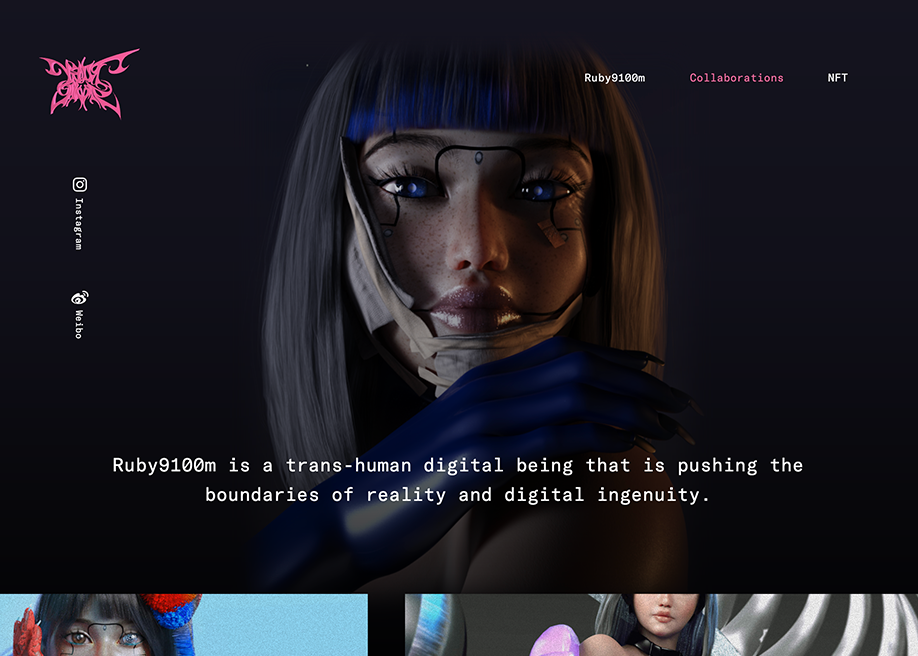 Ruby9100m
Collaborations
NFT
Instagram
Weibo
Ruby9100m is a trans-human digital being that is pushing the
boundaries of reality and digital ingenuity.